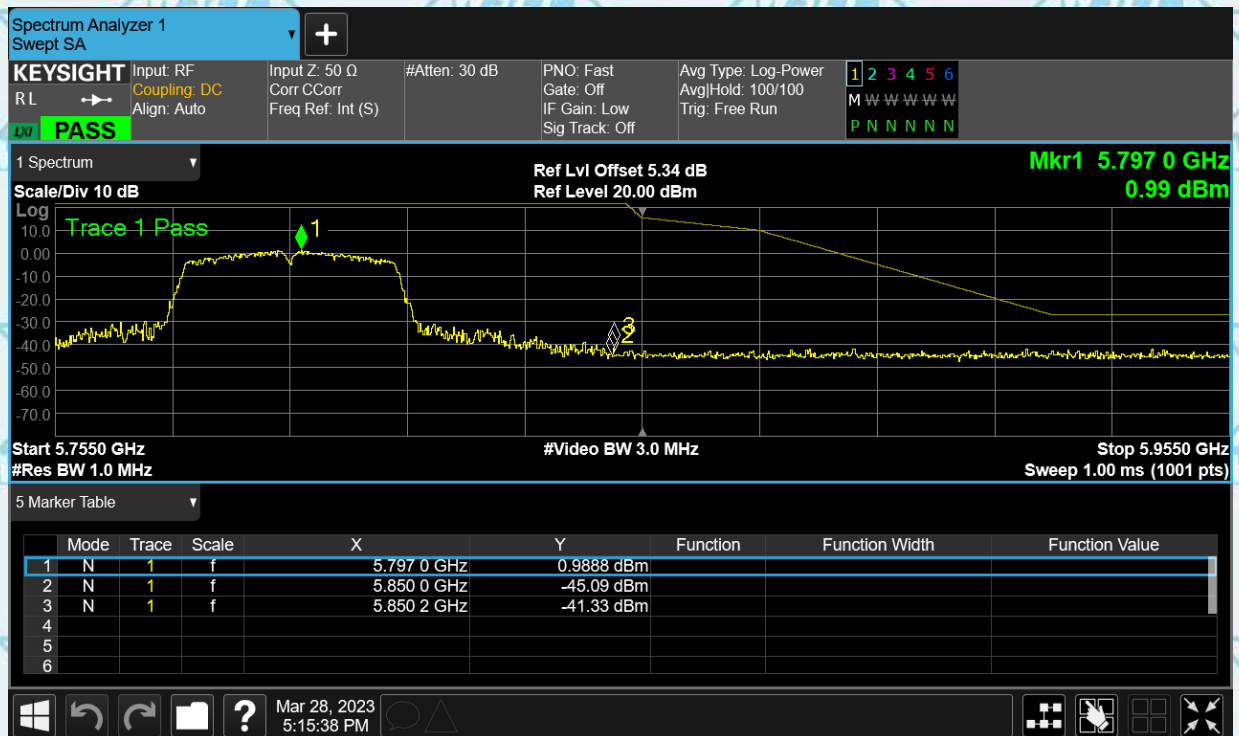 Spectrum Analyzer 1
Swept SA
+
KEYSIGHT Input: RF Input Z: 50 Ω #Atten: 30 dB PNO: Fast Avg Type: Log-Power 1 2 3 4 5 6
RL Coupling: DC Corr CCorr Gate: Off Avg|Hold: 100/100 M W W W W W
Align: Auto Freq Ref: Int (S) IF Gain: Low Trig: Free Run
LXI PASS Sig Track: Off P N N N N N
1 Spectrum Ref Lvl Offset 5.34 dB Mkr1 5.797 0 GHz
Scale/Div 10 dB Ref Level 20.00 dBm 0.99 dBm
Log
Trace 1 Pass
1
10.0
0.00
-10.0
-20.0
-30.0
3
2
-40.0
-50.0
-60.0
-70.0
Start 5.7550 GHz #Video BW 3.0 MHz Stop 5.9550 GHz
#Res BW 1.0 MHz Sweep 1.00 ms (1001 pts)
5 Marker Table
Mode Trace Scale X Y Function Function Width Function Value
1 N 1 f 5.797 0 GHz 0.9888 dBm
2 N 1 f 5.850 0 GHz -45.09 dBm
3 N 1 f 5.850 2 GHz -41.33 dBm
4
5
6
? Mar 28, 2023
5:15:38 PM